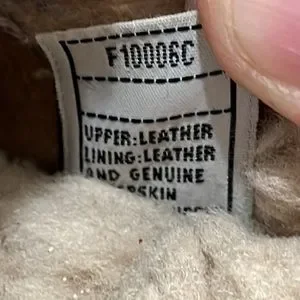 F10006C
UPPER:LEATHER
LINING:LEATHER
AND GENUINE